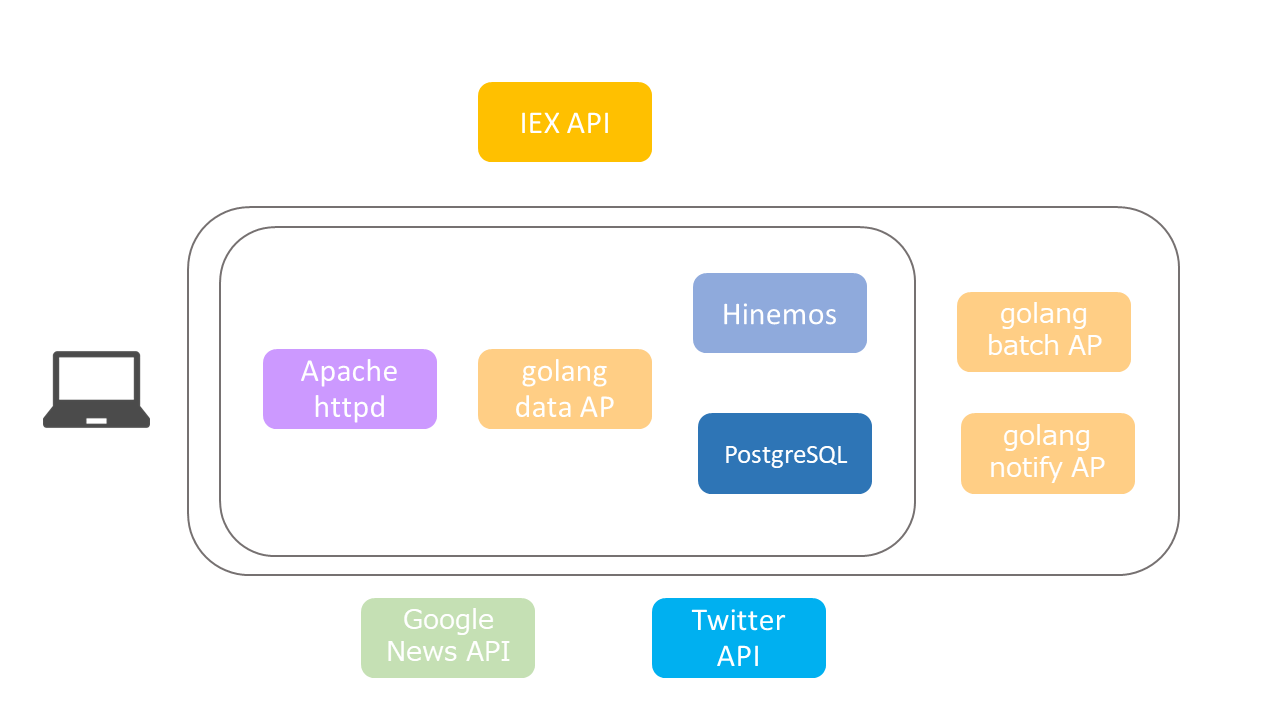 IEX API
Hinemos
golang
batch AP
Apache
httpd
golang
data AP
PostgreSQL
golang
notify AP
Google
News API
Twitter
API